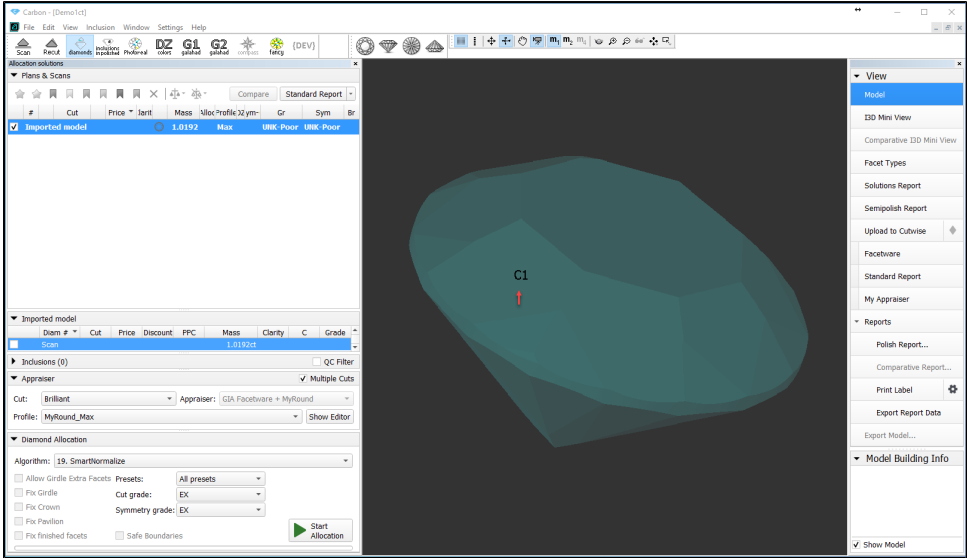 Carbon - [Demo1ct]
File Edit View Inclusion Window Settings Help
Scan Recut diamonds inclusions inpolished Photoreal DZ colors G1 galahad G2 galahad compass fancy {DEV} m1 m2
Allocation solutions
Plans & Scans
Compare Standard Report
# Cut Price Mass Profile Gr Sym Br
Imported model 1.0192 Max UNK-Poor UNK-Poor
Imported model
Diam # Cut Price Discount PPC Mass Clarity C Grade
Scan 1.0192ct
Inclusions (0) QC Filter
Appraiser Multiple Cuts
Cut: Brilliant Appraiser: GIA Facetware + MyRound
Profile: MyRound_Max Show Editor
Diamond Allocation
Algorithm: 19. SmartNormalize
Allow Girdle Extra Facets Presets: All presets
Fix Girdle Cut grade: EX
Fix Crown Symmetry grade: EX
Fix Pavilion
Fix finished facets Safe Boundaries
Start
Allocation
C1
View
Model
I3D Mini View
Comparative I3D Mini View
Facet Types
Solutions Report
Semipolish Report
Upload to Cutwise
Facetware
Standard Report
My Appraiser
Reports
Polish Report...
Comparative Report...
Print Label
Export Report Data
Export Model...
Model Building Info
Show Model